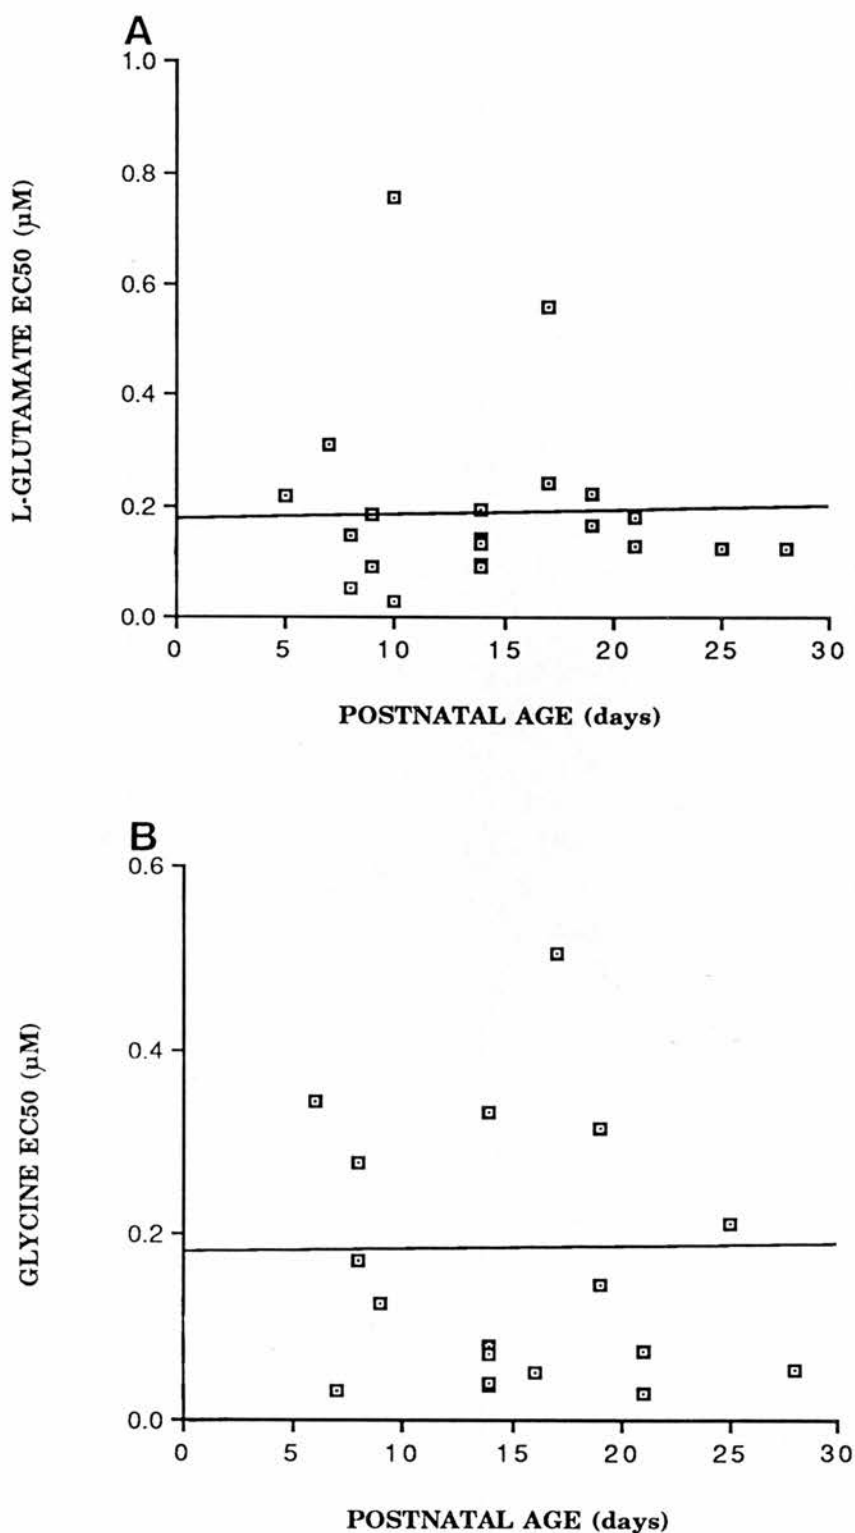 A
1.0
0.8
0.6
0.4
0.2
0.0
L-GLUTAMATE EC50 (µM)
0 5 10 15 20 25 30
POSTNATAL AGE (days)
B
0.6
0.4
0.2
0.0
GLYCINE EC50 (µM)
0 5 10 15 20 25 30
POSTNATAL AGE (days)